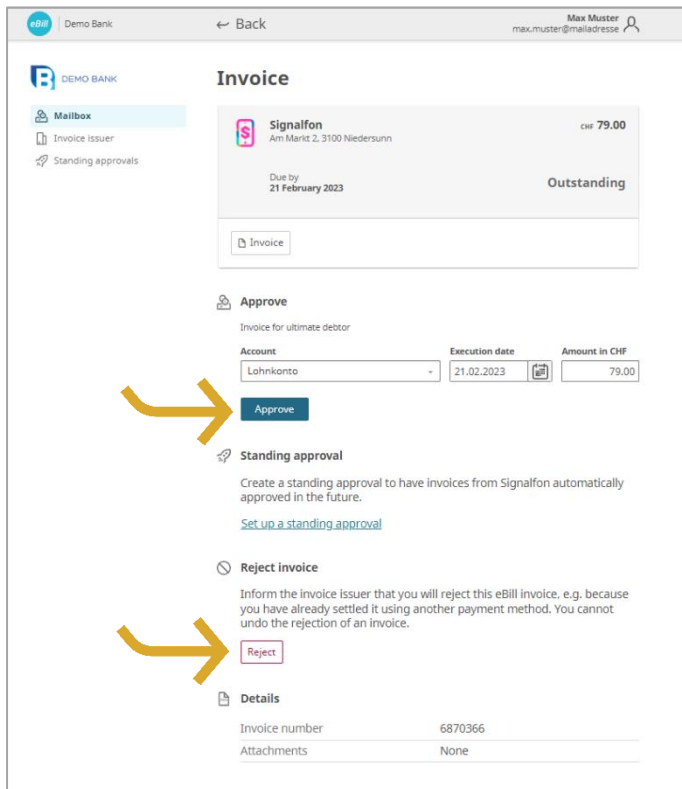 eBill Demo Bank
← Back
Max Muster
max.muster@mailadresse
DEMO BANK
Mailbox
Invoice issuer
Standing approvals
Invoice
$
Signalfon
CHF 79.00
Am Markt 2, 3100 Niedersunn
Due by
21 February 2023
Outstanding
Invoice
Approve
Invoice for ultimate debtor
Account Execution date Amount in CHF
Lohnkonto 21.02.2023 79.00
Approve
Standing approval
Create a standing approval to have invoices from Signalfon automatically
approved in the future.
Set up a standing approval
Reject invoice
Inform the invoice issuer that you will reject this eBill invoice, e.g. because
you have already settled it using another payment method. You cannot
undo the rejection of an invoice.
Reject
Details
Invoice number 6870366
Attachments None